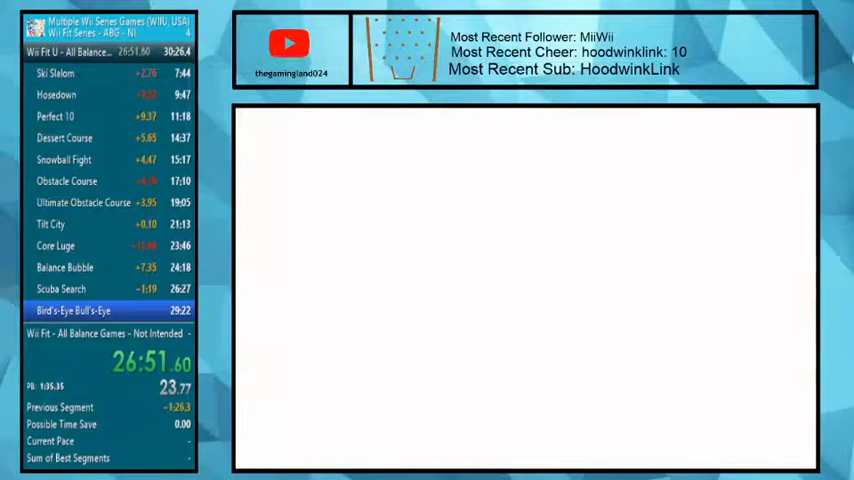 Multiple Wii Series Games (WIIU, USA)
Wii Fit Series - ABG - NI 4
Wii Fit U - All Balance... 26:51.60 30:26.4
Ski Slalom +2.76 7:44
Hosedown 9:47
Perfect 10 +9.37 11:18
Dessert Course +5.65 14:37
Snowball Fight +4.47 15:17
Obstacle Course 17:10
Ultimate Obstacle Course +3.95 19:05
Tilt City +0.10 21:13
Core Luge 23:46
Balance Bubble +7.35 24:18
Scuba Search -1:19 26:27
Bird's-Eye Bull's-Eye 29:22
Wii Fit - All Balance Games - Not Intended -
26:51.60
PB: 1:35.35 23.77
Previous Segment -1:26.3
Possible Time Save 0.00
Current Pace -
Sum of Best Segments -
thegamingland024
Most Recent Follower: MiiWii
Most Recent Cheer: hoodwinklink: 10
Most Recent Sub: HoodwinkLink